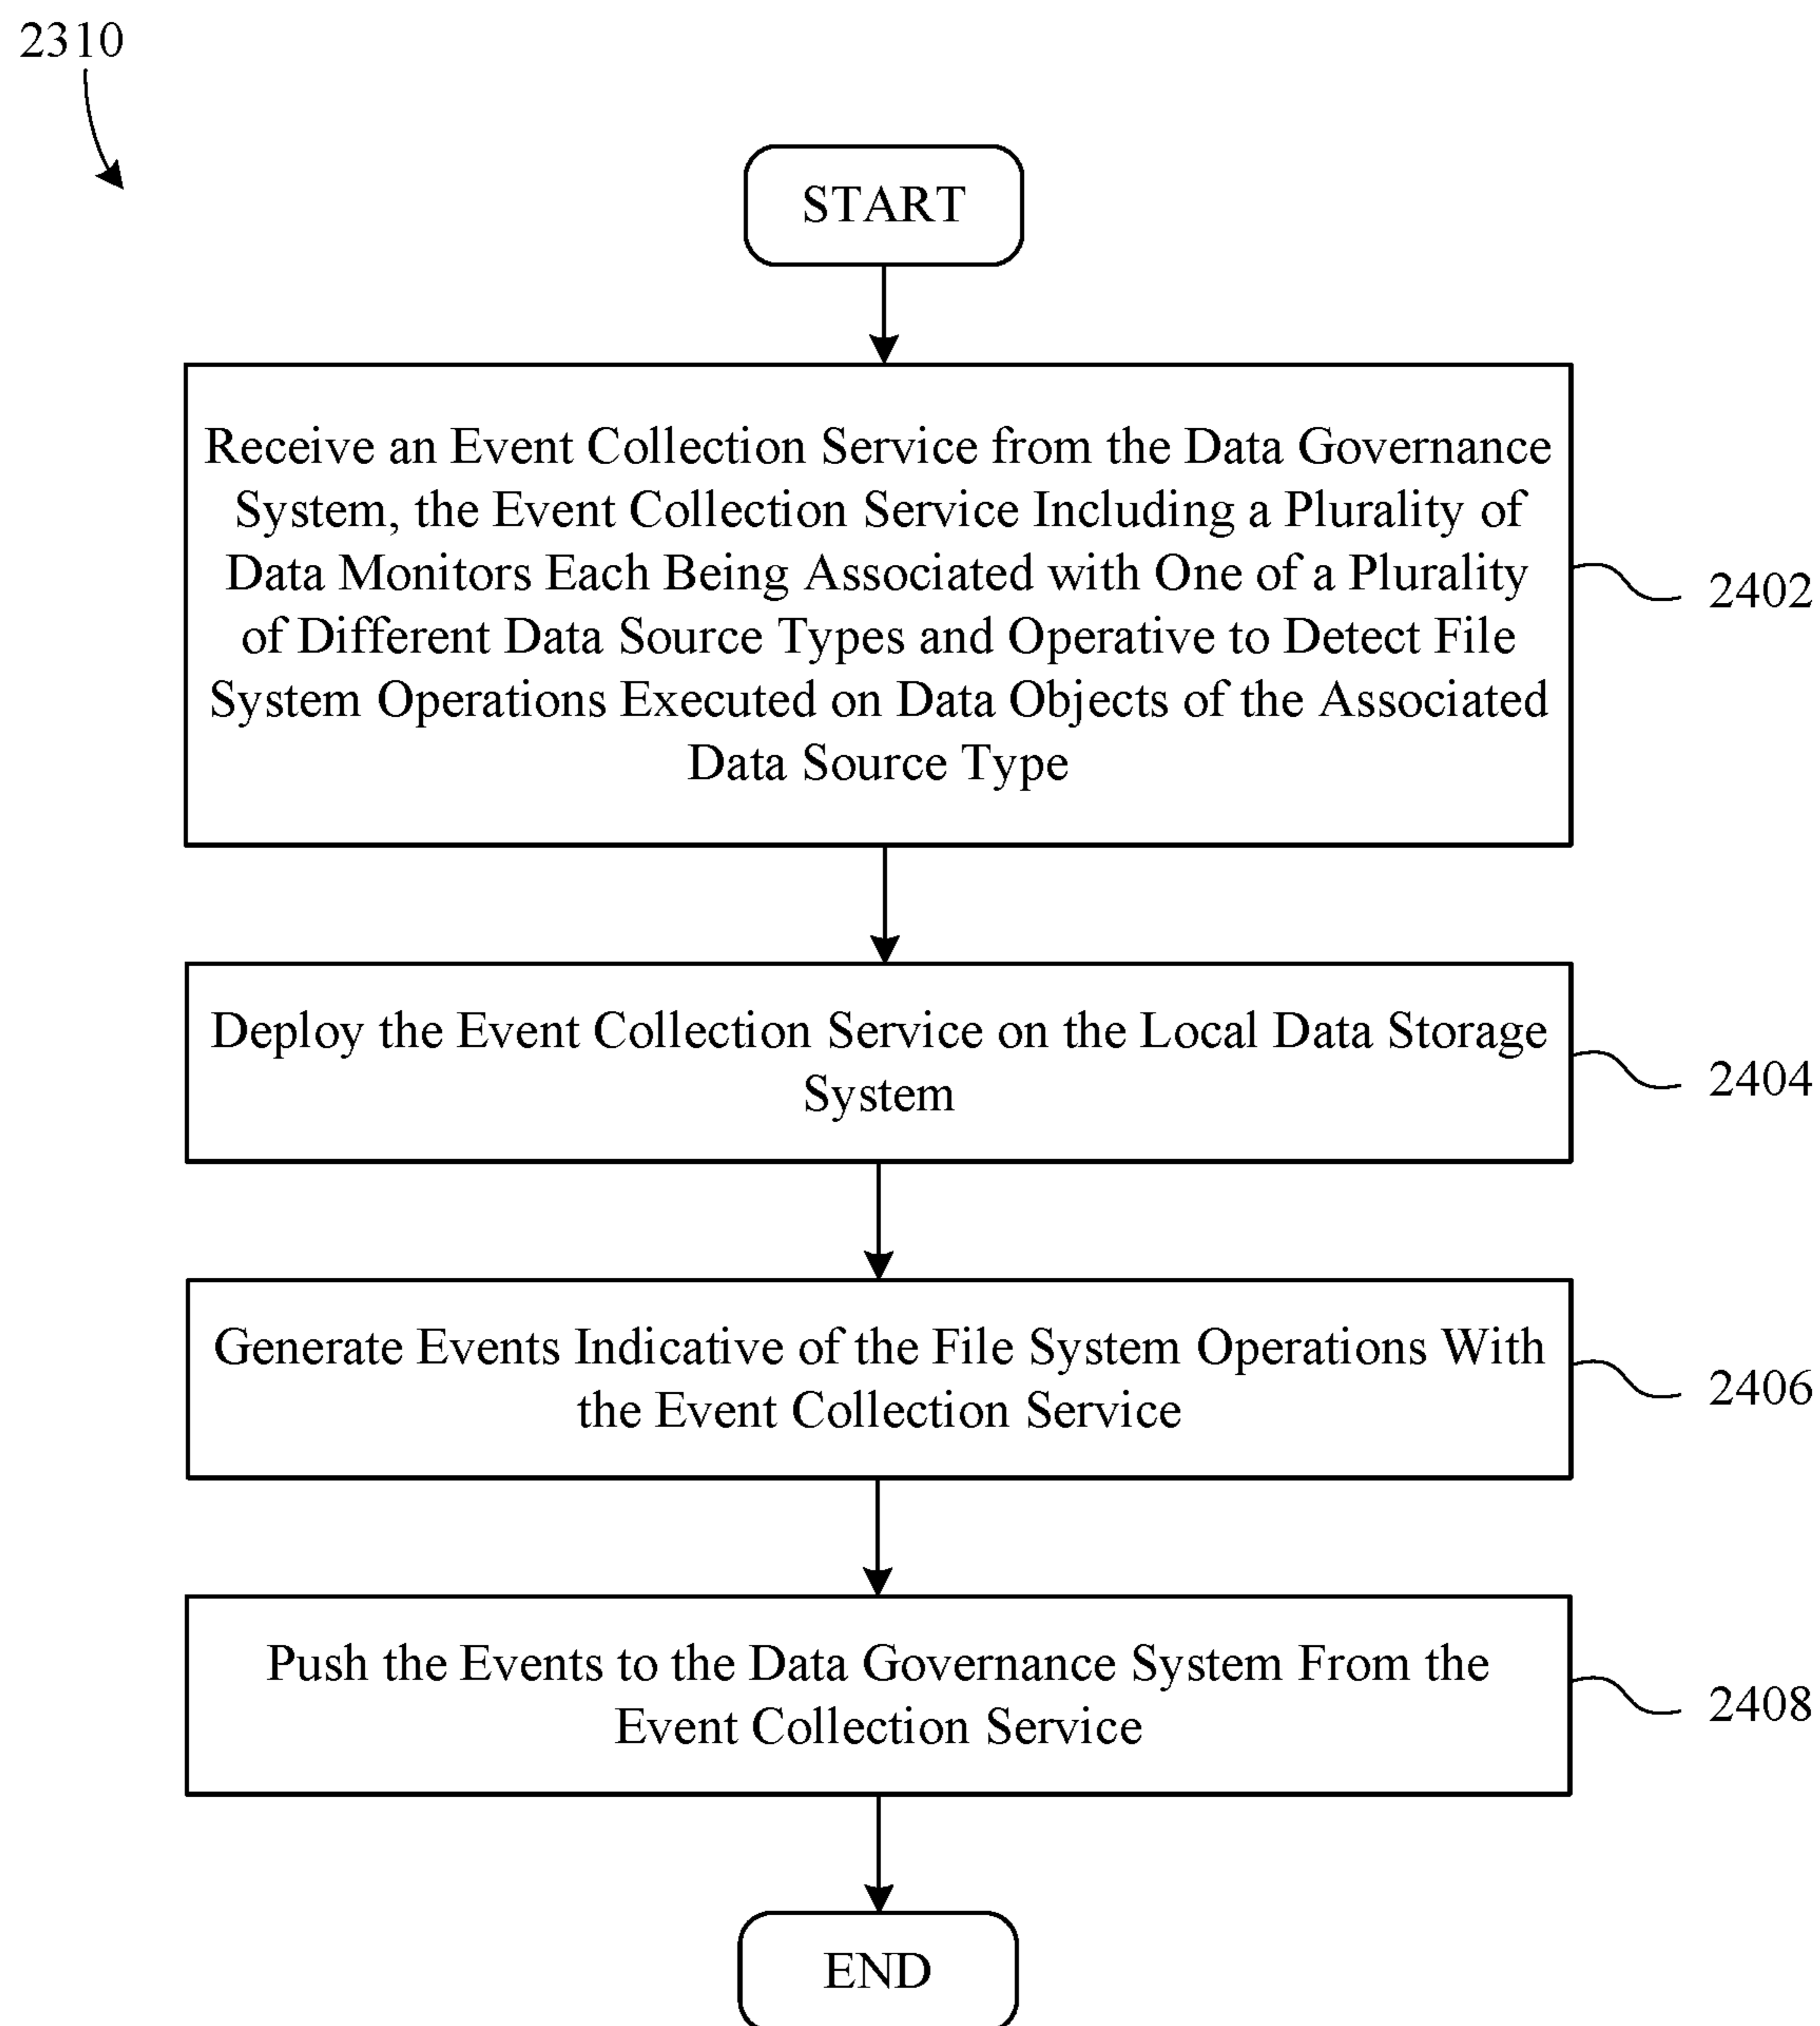 2310
START
Receive an Event Collection Service from the Data Governance
System, the Event Collection Service Including a Plurality of
Data Monitors Each Being Associated with One of a Plurality
of Different Data Source Types and Operative to Detect File
System Operations Executed on Data Objects of the Associated
Data Source Type
2402
Deploy the Event Collection Service on the Local Data Storage
System
2404
Generate Events Indicative of the File System Operations With
the Event Collection Service
2406
Push the Events to the Data Governance System From the
Event Collection Service
2408
END